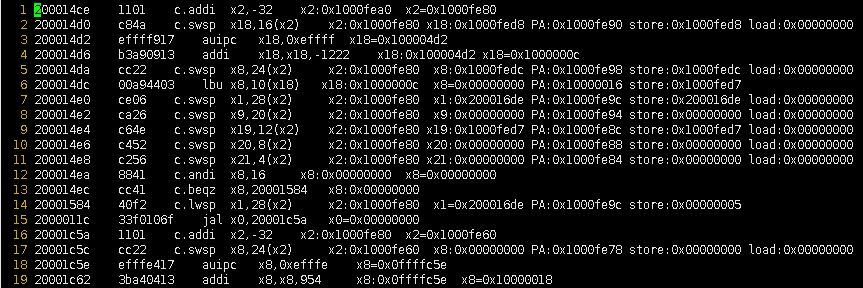 1 200014ce 1101 c.addi x2,-32 x2:0x1000fea0 x2=0x1000fe80
2 200014d0 c84a c.swsp x18,16(x2) x2:0x1000fe80 x18:0x1000fed8 PA:0x1000fe90 store:0x1000fed8 load:0x00000000
3 200014d2 effff917 auipc x18,0xeffff x18=0x100004d2
4 200014d6 b3a90913 addi x18,x18,-1222 x18:0x100004d2 x18=0x1000000c
5 200014da cc22 c.swsp x8,24(x2) x2:0x1000fe80 x8:0x1000fedc PA:0x1000fe98 store:0x1000fedc load:0x00000000
6 200014dc 00a94403 lbu x8,10(x18) x18:0x1000000c x8=0x00000000 PA:0x10000016 store:0x1000fed7
7 200014e0 ce06 c.swsp x1,28(x2) x2:0x1000fe80 x1:0x200016de PA:0x1000fe9c store:0x200016de load:0x00000000
8 200014e2 ca26 c.swsp x9,20(x2) x2:0x1000fe80 x9:0x00000000 PA:0x1000fe94 store:0x00000000 load:0x00000000
9 200014e4 c64e c.swsp x19,12(x2) x2:0x1000fe80 x19:0x1000fed7 PA:0x1000fe8c store:0x1000fed7 load:0x00000000
10 200014e6 c452 c.swsp x20,8(x2) x2:0x1000fe80 x20:0x00000000 PA:0x1000fe88 store:0x00000000 load:0x00000000
11 200014e8 c256 c.swsp x21,4(x2) x2:0x1000fe80 x21:0x00000000 PA:0x1000fe84 store:0x00000000 load:0x00000000
12 200014ea 8841 c.andi x8,16 x8:0x00000000 x8=0x00000000
13 200014ec cc41 c.beqz x8,20001584 x8:0x00000000
14 20001584 40f2 c.lwsp x1,28(x2) x2:0x1000fe80 x1=0x200016de PA:0x1000fe9c store:0x00000005
15 2000011c 33f0106f jal x0,20001c5a x0=0x00000000
16 20001c5a 1101 c.addi x2,-32 x2:0x1000fe80 x2=0x1000fe60
17 20001c5c cc22 c.swsp x8,24(x2) x2:0x1000fe60 x8:0x00000000 PA:0x1000fe78 store:0x00000000 load:0x00000000
18 20001c5e efffe417 auipc x8,0xefffe x8=0x0ffffc5e
19 20001c62 3ba40413 addi x8,x8,954 x8:0x0ffffc5e x8=0x10000018